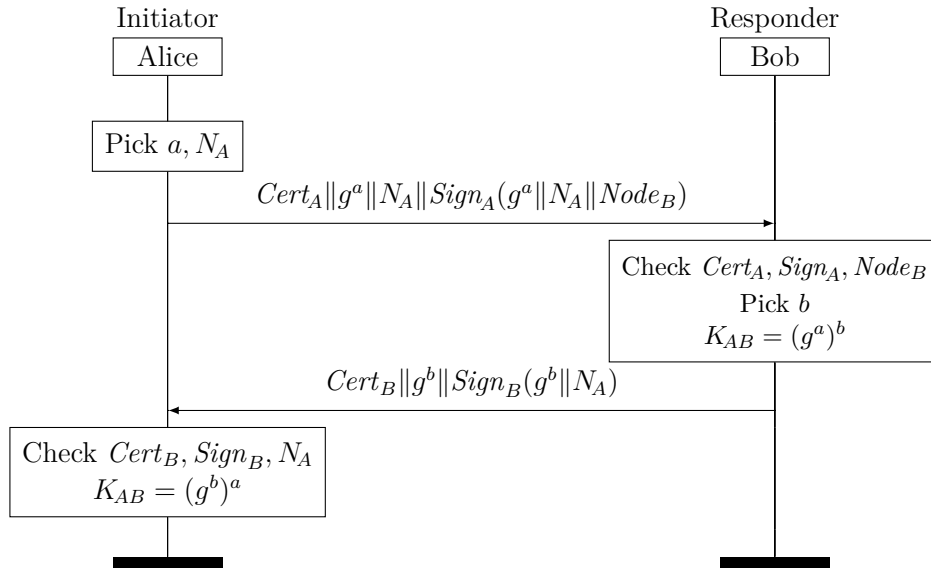 Initiator
Responder
Alice
Bob
Pick a, N_A
Cert_A‖g^a‖N_A‖Sign_A(g^a‖N_A‖Node_B)
Check Cert_A, Sign_A, Node_B
Pick b
K_AB = (g^a)^b
Cert_B‖g^b‖Sign_B(g^b‖N_A)
Check Cert_B, Sign_B, N_A
K_AB = (g^b)^a